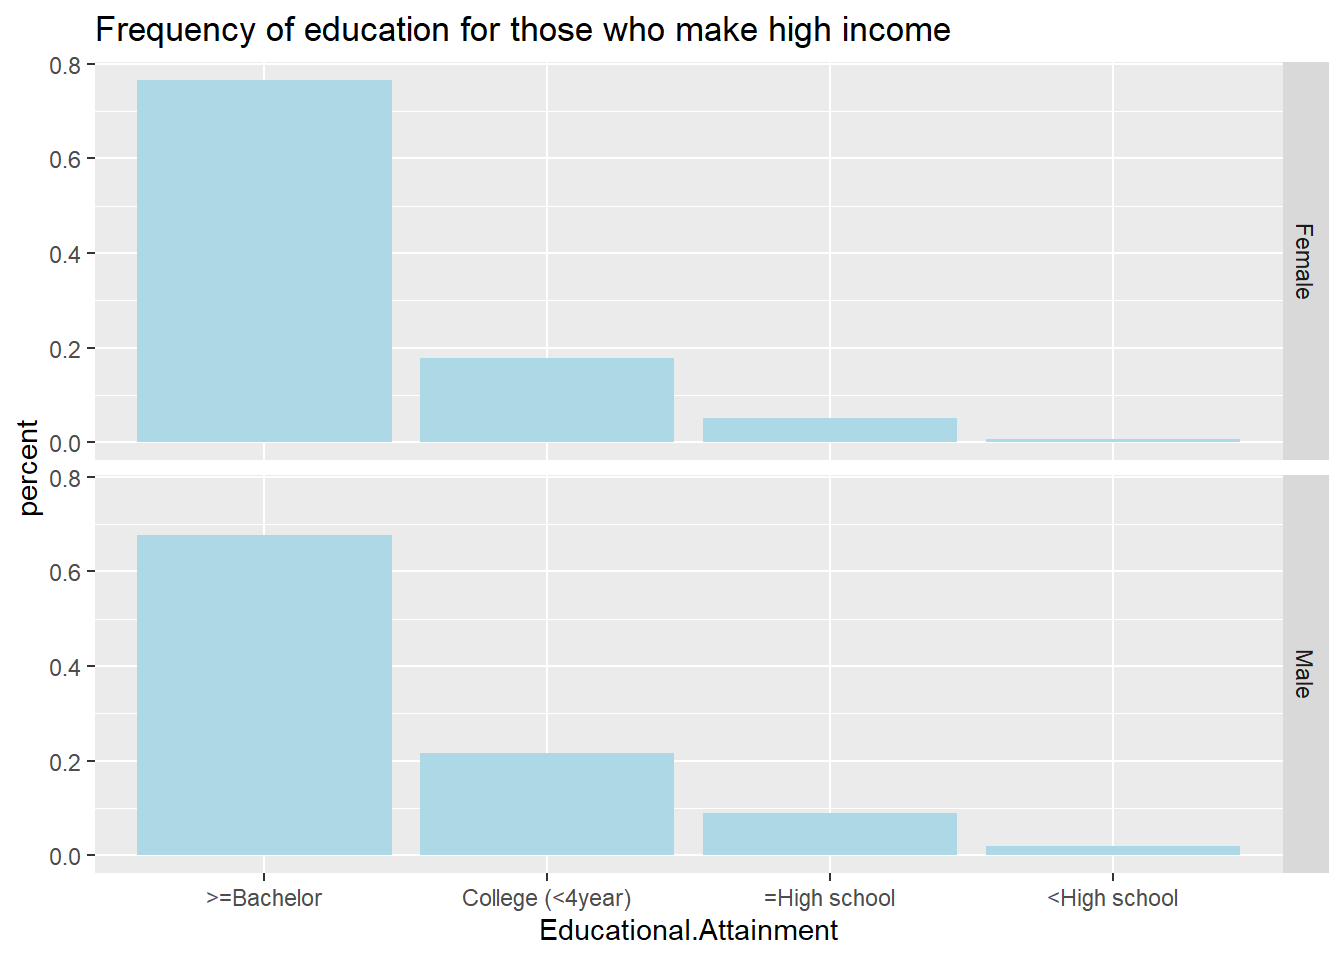 Frequency of education for those who make high income
0.8
0.6
0.4
0.2
0.0
Female
percent
0.8
0.6
0.4
0.2
0.0
Male
>=Bachelor College (<4year) =High school <High school
Educational.Attainment